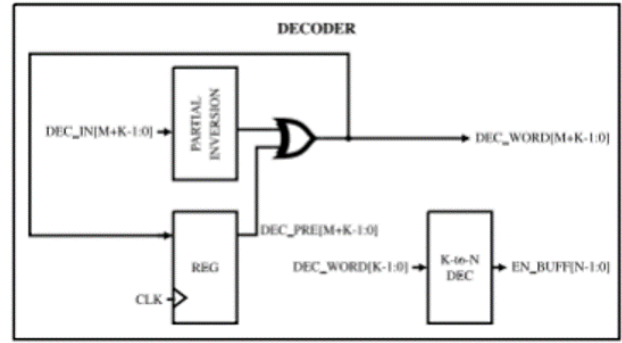 DECODER
DEC_IN[M+K-1:0]
PARTIAL
INVERSION
DEC_WORD[M+K-1:0]
DEC_PRE[M+K-1:0]
REG
CLK
DEC_WORD[K-1:0]
K-to-N
DEC
EN_BUFF[N-1:0]